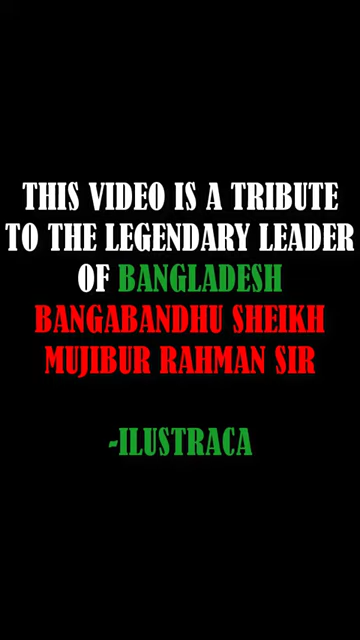 THIS VIDEO IS A TRIBUTE
TO THE LEGENDARY LEADER
OF BANGLADESH
BANGABANDHU SHEIKH
MUJIBUR RAHMAN SIR
-ILUSTRACA